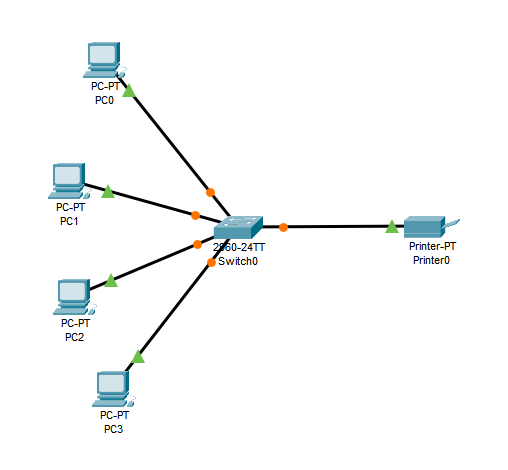 PC-PT
PC0
PC-PT
PC1
2960-24TT
Switch0
Printer-PT
Printer0
PC-PT
PC2
PC-PT
PC3